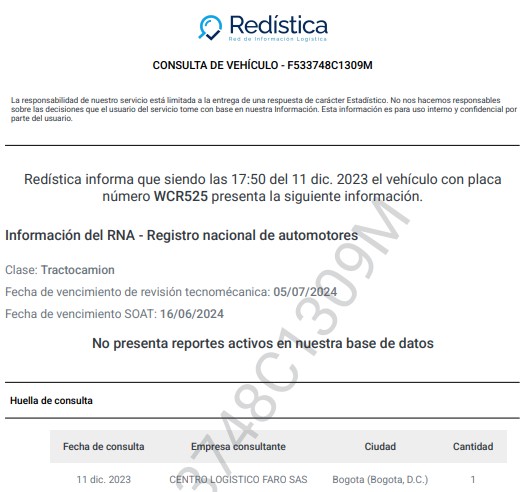 Redística
Red de Información Logística
CONSULTA DE VEHÍCULO - F533748C1309M
La responsabilidad de nuestro servicio está limitada a la entrega de una respuesta de carácter Estadístico. No nos hacemos responsables
sobre las decisiones que el usuario del servicio tome con base en nuestra Información. Esta información es para uso interno y confidencial por
parte del usuario.
Redística informa que siendo las 17:50 del 11 dic. 2023 el vehículo con placa
número WCR525 presenta la siguiente información.
Información del RNA - Registro nacional de automotores
Clase: Tractocamion
Fecha de vencimiento de revisión tecnomécanica: 05/07/2024
Fecha de vencimiento SOAT: 16/06/2024
No presenta reportes activos en nuestra base de datos
Huella de consulta
Fecha de consulta Empresa consultante Ciudad Cantidad
11 dic. 2023 CENTRO LOGISTICO FARO SAS Bogota (Bogota, D.C.) 1
3748C1309M